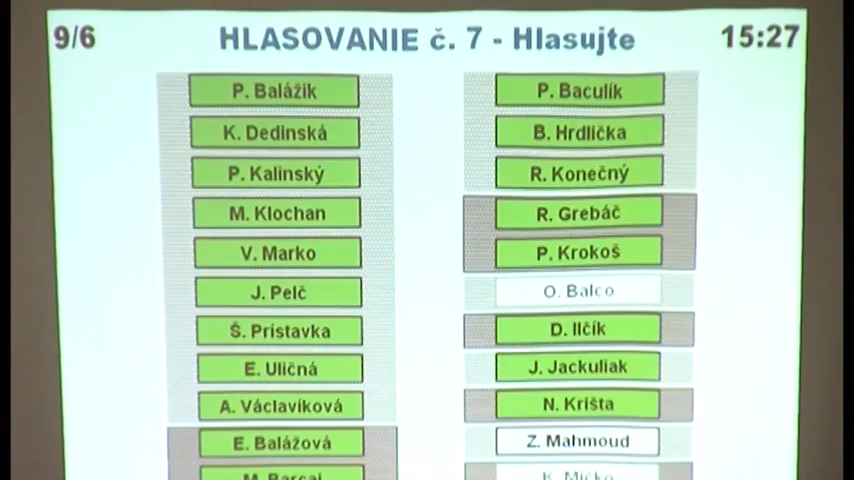 9/6 HLASOVANIE č. 7 - Hlasujte 15:27
P. Balážik
K. Dedinská
P. Kalinský
M. Klochan
V. Marko
J. Pelč
Š. Prístavka
E. Uličná
A. Václavíková
E. Balážová
P. Baculík
B. Hrdlička
R. Konečný
R. Grebáč
P. Krokoš
O. Balco
D. Ilčík
J. Jackuliak
N. Krišta
Z. Mahmoud